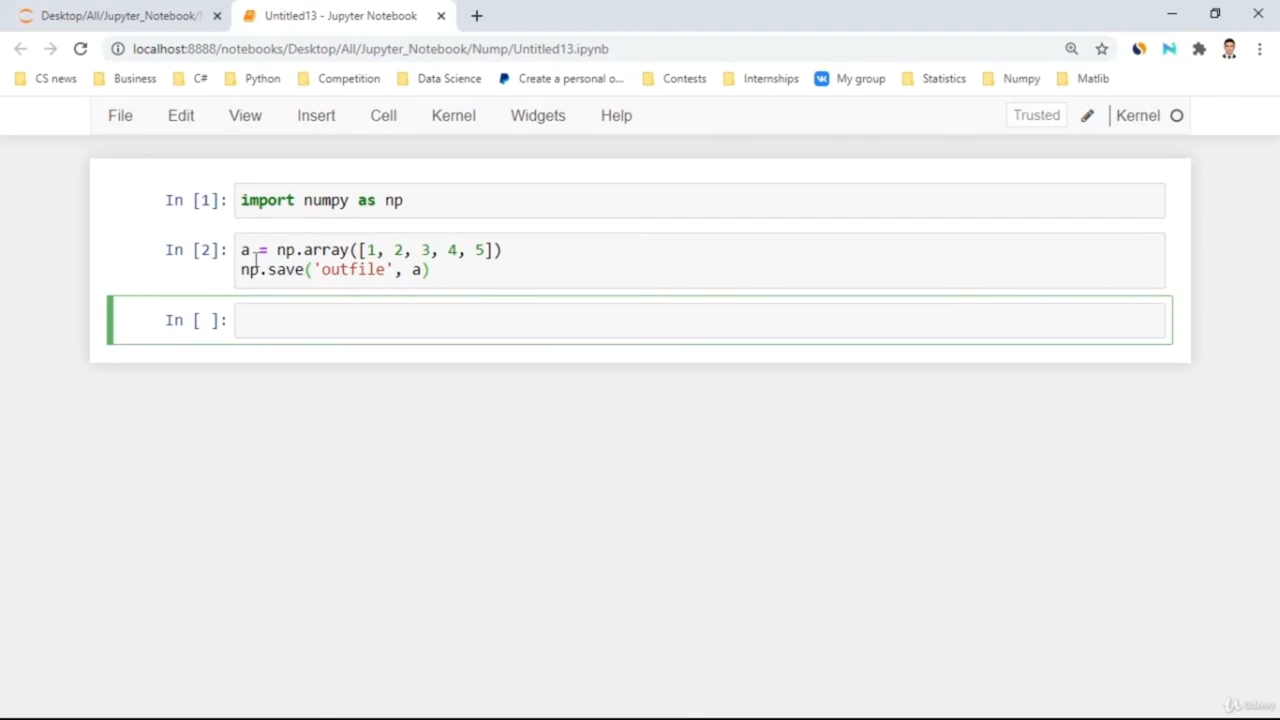 Desktop/All/Jupyter_Notebook/
Untitled13 - Jupyter Notebook
localhost:8888/notebooks/Desktop/All/Jupyter_Notebook/Nump/Untitled13.ipynb
CS news Business C# Python Competition Data Science Create a personal o... Contests Internships My group Statistics Numpy Matlib
File Edit View Insert Cell Kernel Widgets Help Trusted Kernel
In [1]: import numpy as np
In [2]: a = np.array([1, 2, 3, 4, 5])
np.save('outfile', a)
In [ ]:
Udemy